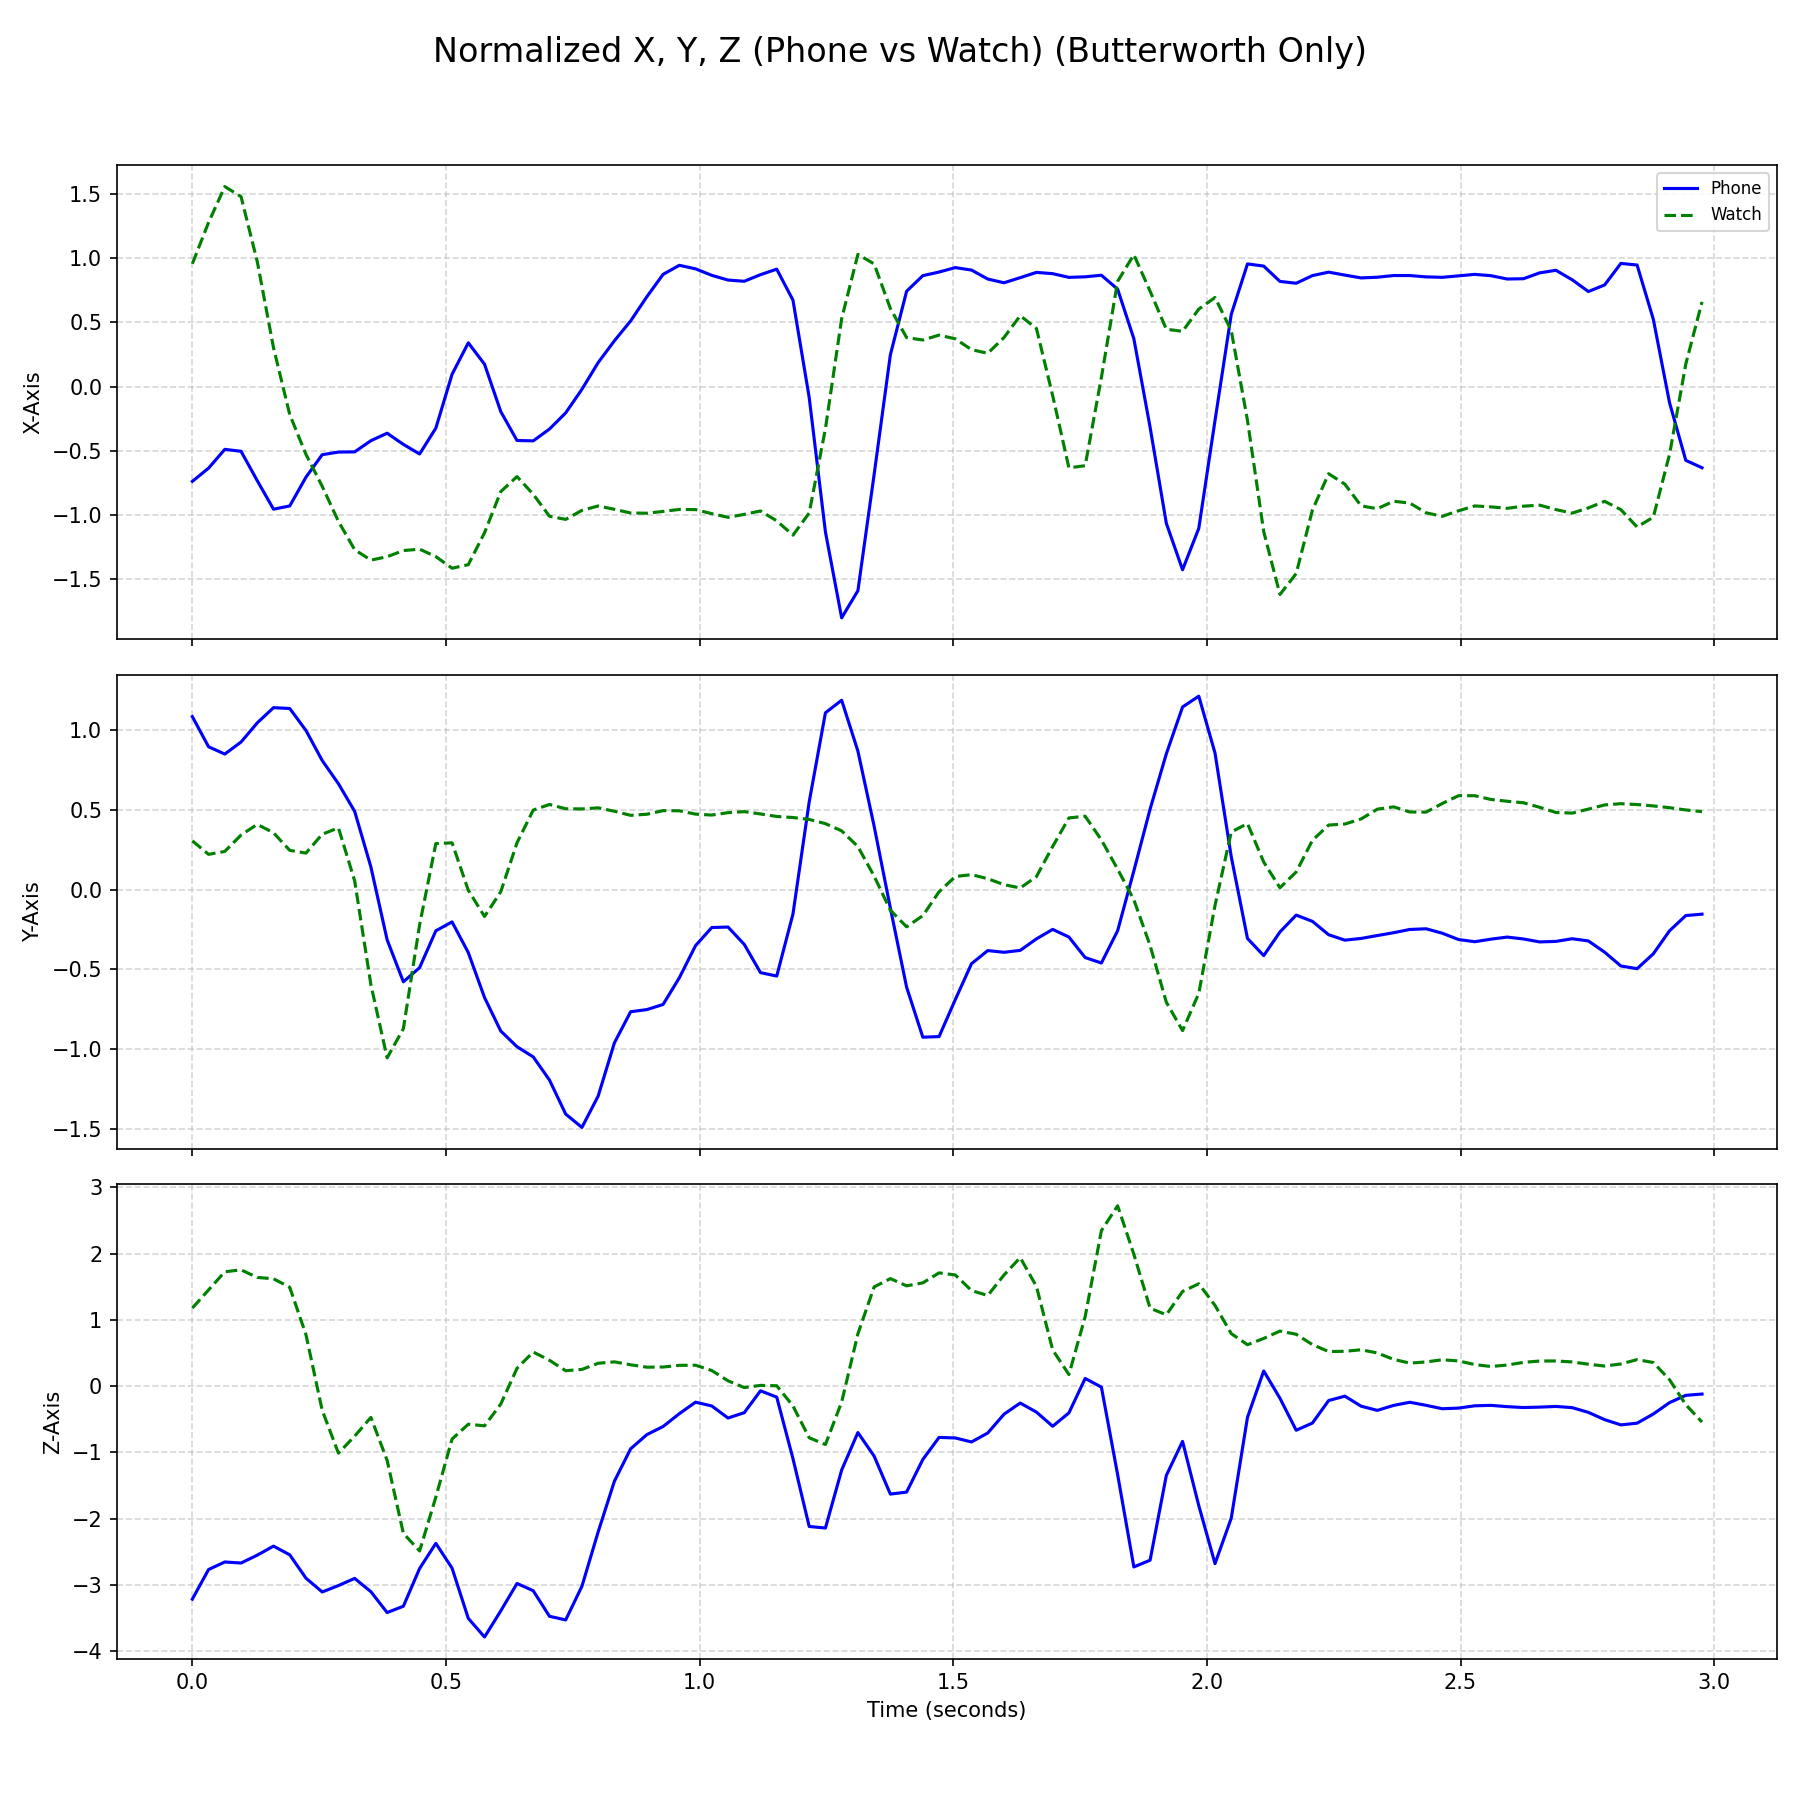 Normalized X, Y, Z (Phone vs Watch) (Butterworth Only)
Phone
Watch
X-Axis
1.5
1.0
0.5
0.0
−0.5
−1.0
−1.5
Y-Axis
1.0
0.5
0.0
−0.5
−1.0
−1.5
Z-Axis
3
2
1
0
−1
−2
−3
−4
0.0 0.5 1.0 1.5 2.0 2.5 3.0
Time (seconds)